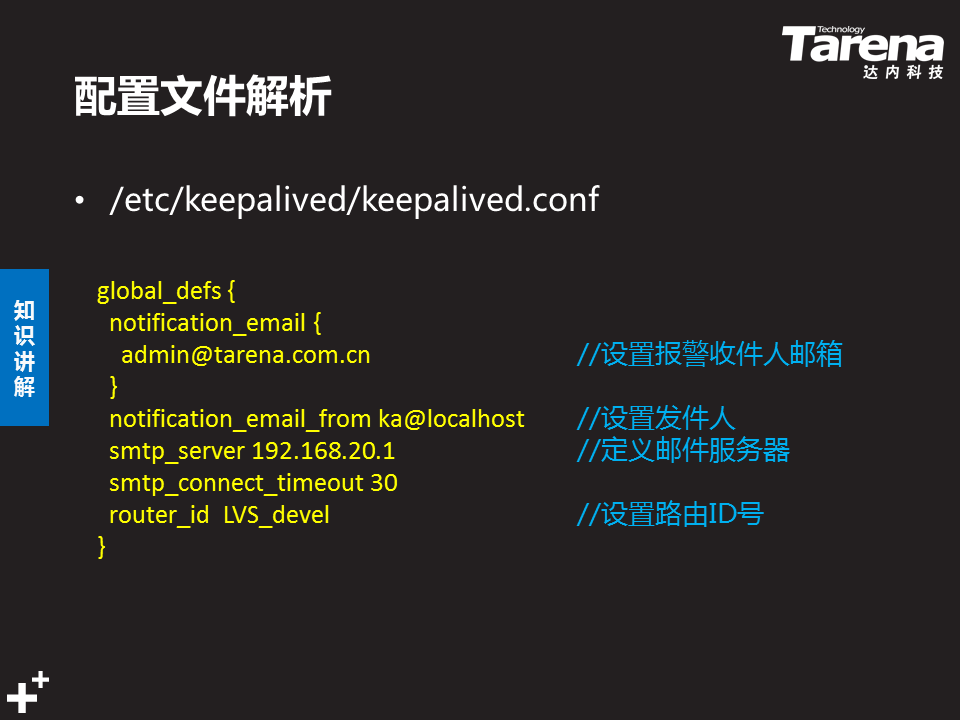 Technology
Tarena
达内科技
配置文件解析
• /etc/keepalived/keepalived.conf
知识讲解
global_defs {
notification_email {
admin@tarena.com.cn //设置报警收件人邮箱
}
notification_email_from ka@localhost //设置发件人
smtp_server 192.168.20.1 //定义邮件服务器
smtp_connect_timeout 30
router_id LVS_devel //设置路由ID号
}